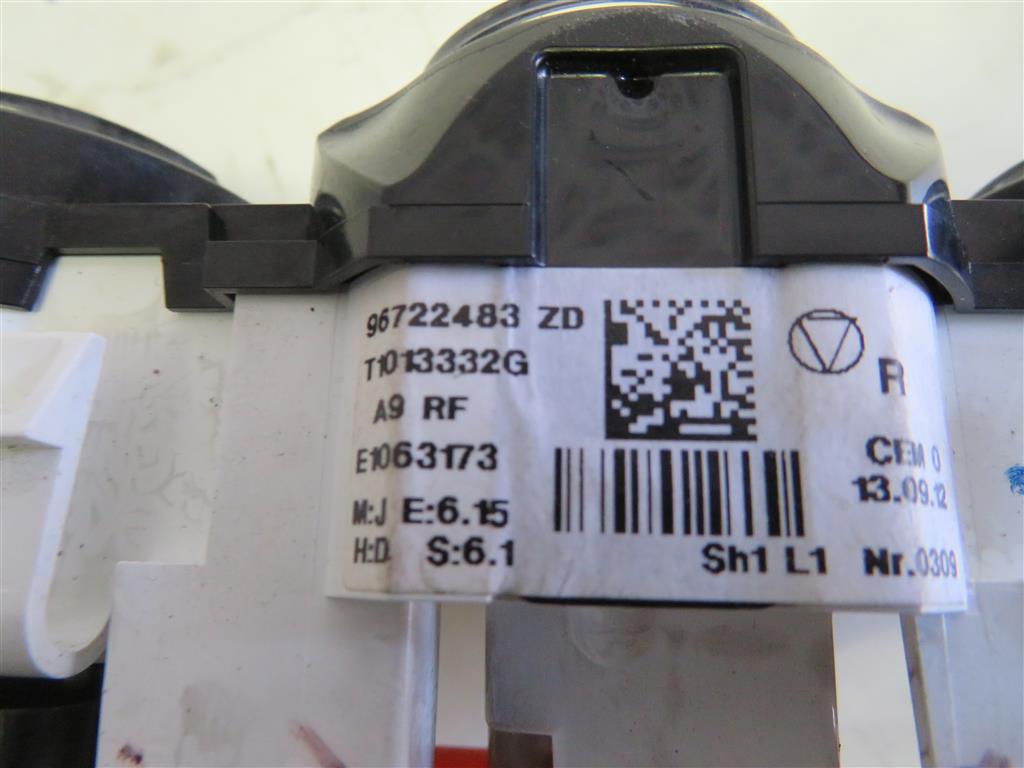 96722483 ZD
T1013332G
A9 RF
E1063173
M:J E:6.15
H:D S:6.1
R
CEM 0
13.09.12
Sh1 L1 Nr.0309